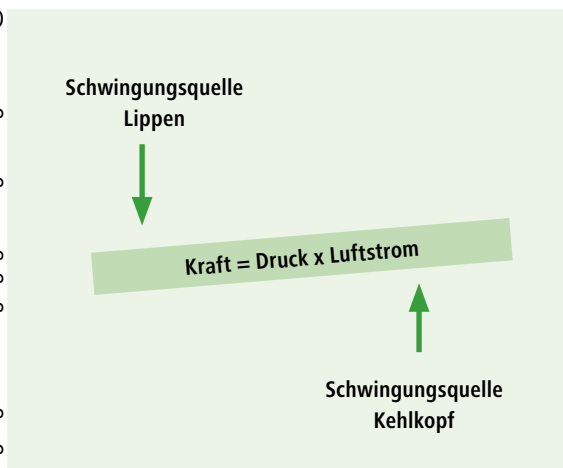 Schwingungsquelle
Lippen
Kraft = Druck x Luftstrom
Schwingungsquelle
Kehlkopf